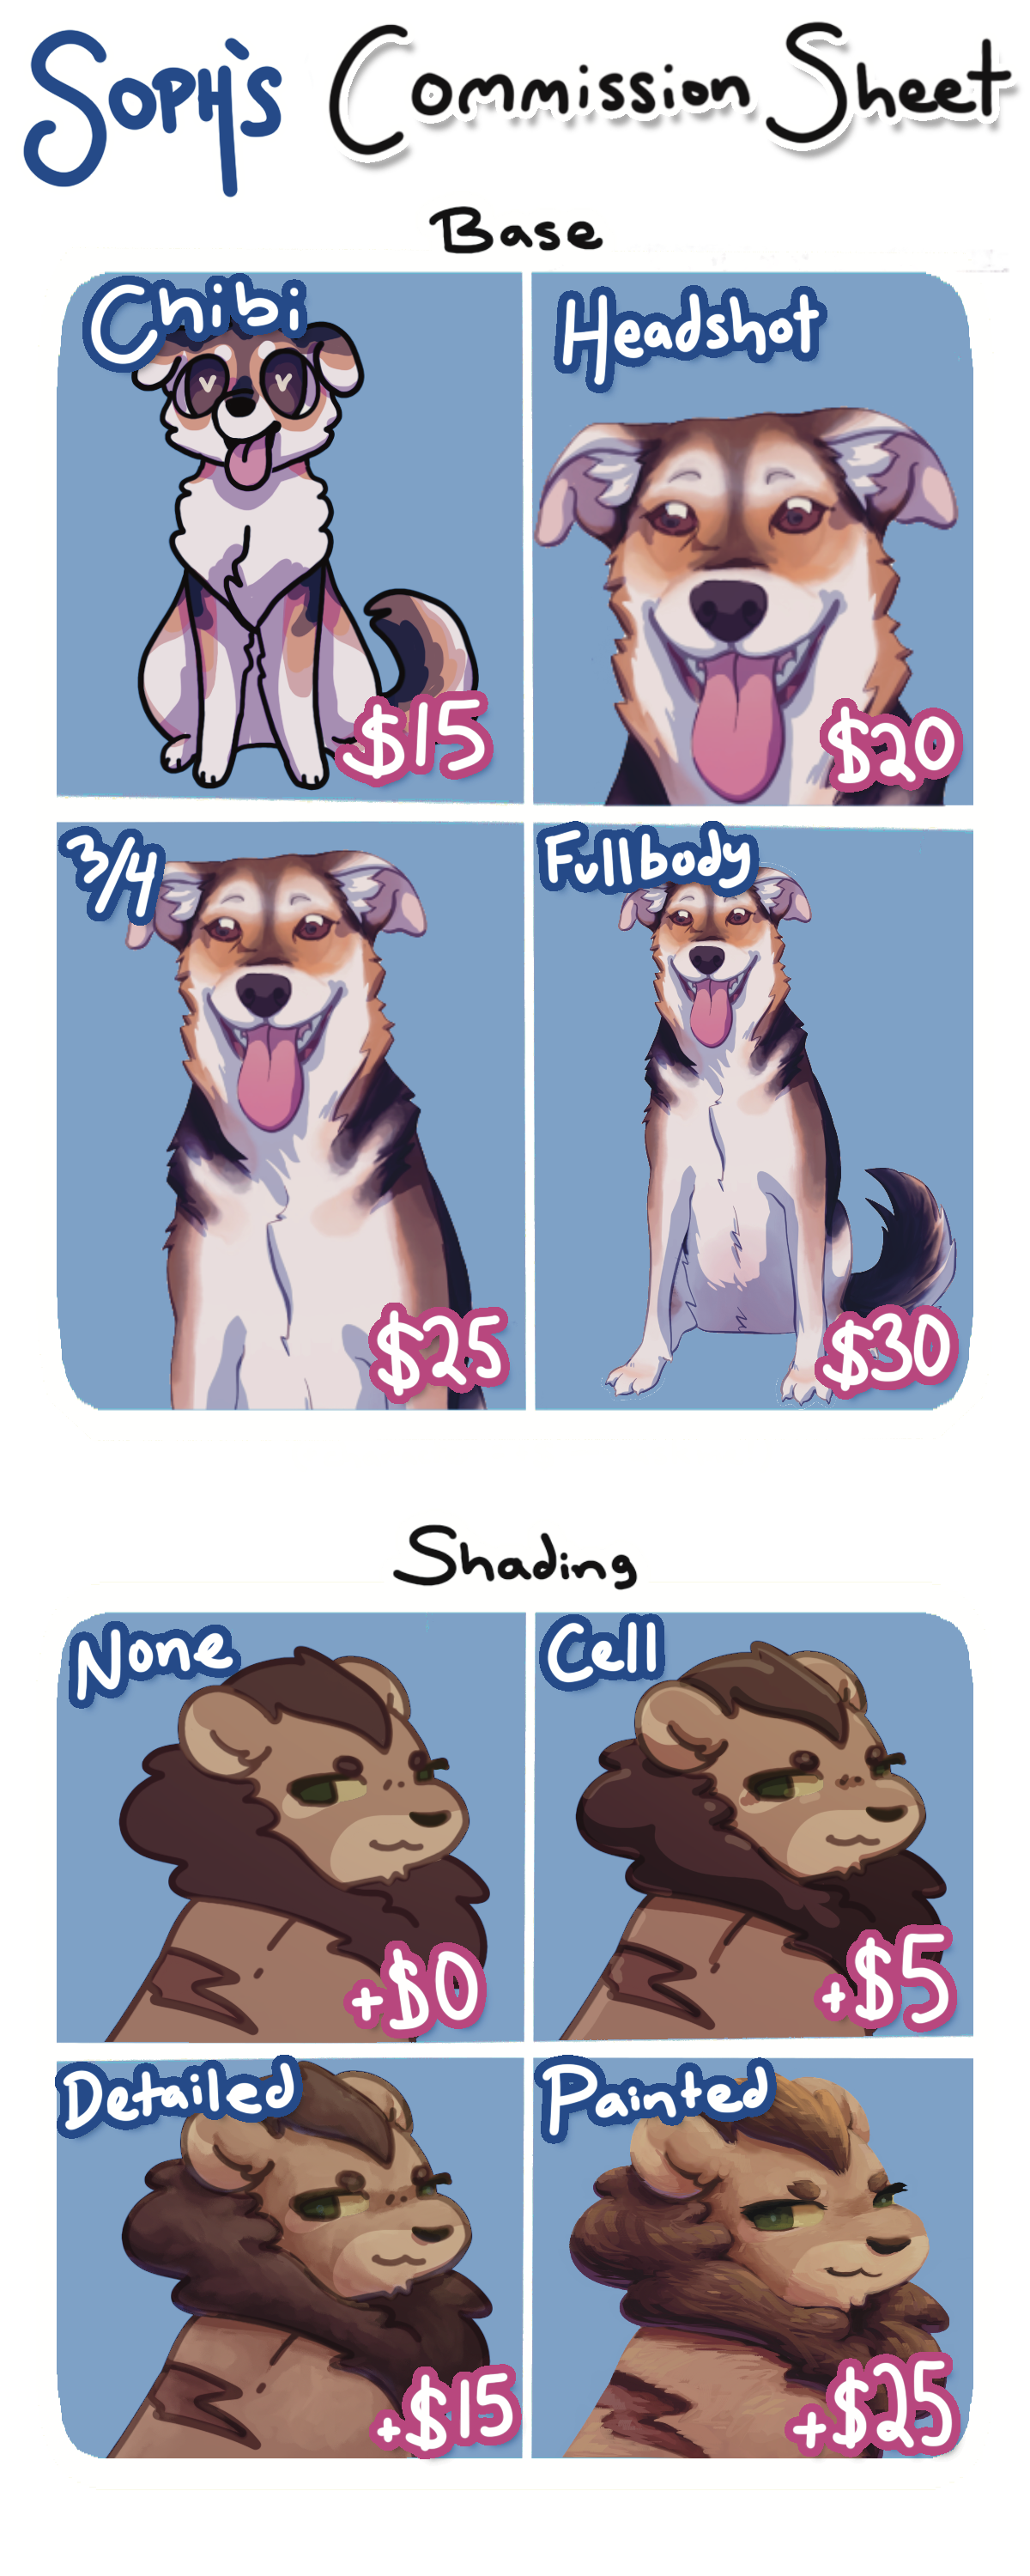 Soph's Commission Sheet
Base
Chibi
Headshot
$15
$20
3/4
Fullbody
$25
$30
Shading
None
Cell
+$0
+$5
Detailed
Painted
+$15
+$25